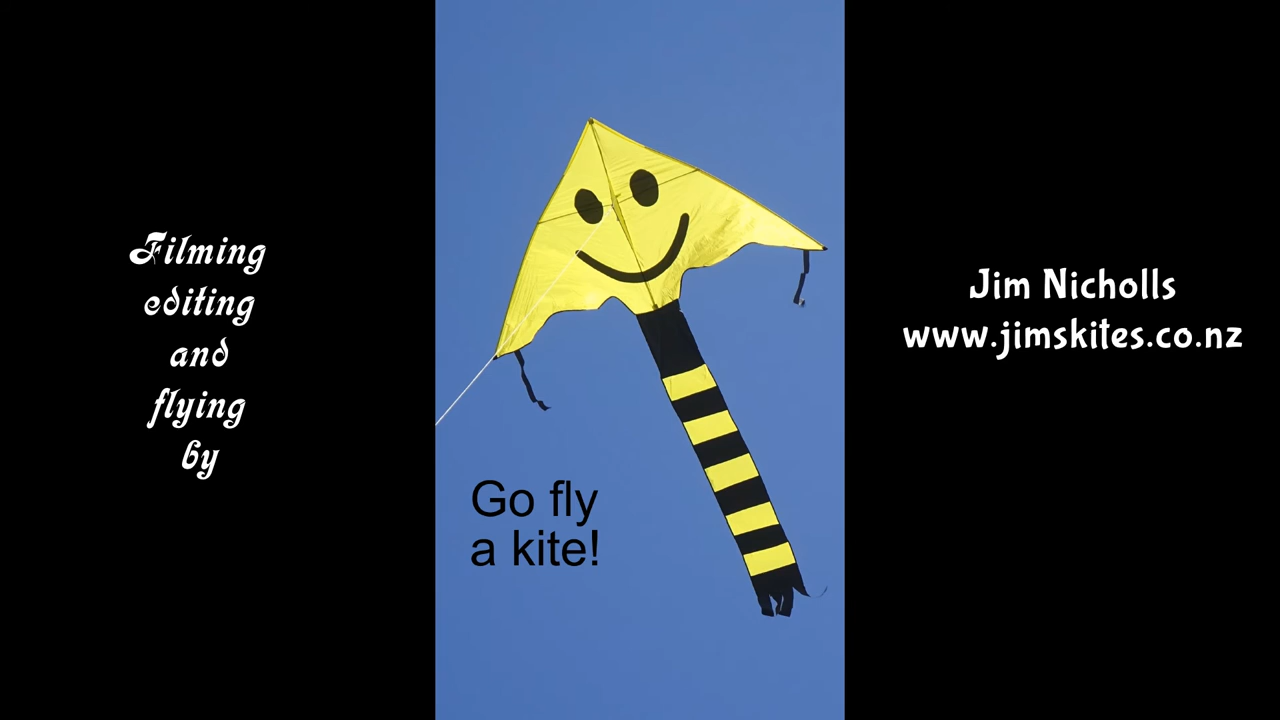 Filming
editing
and
flying
by
Go fly
a kite!
Jim Nicholls
www.jimskites.co.nz